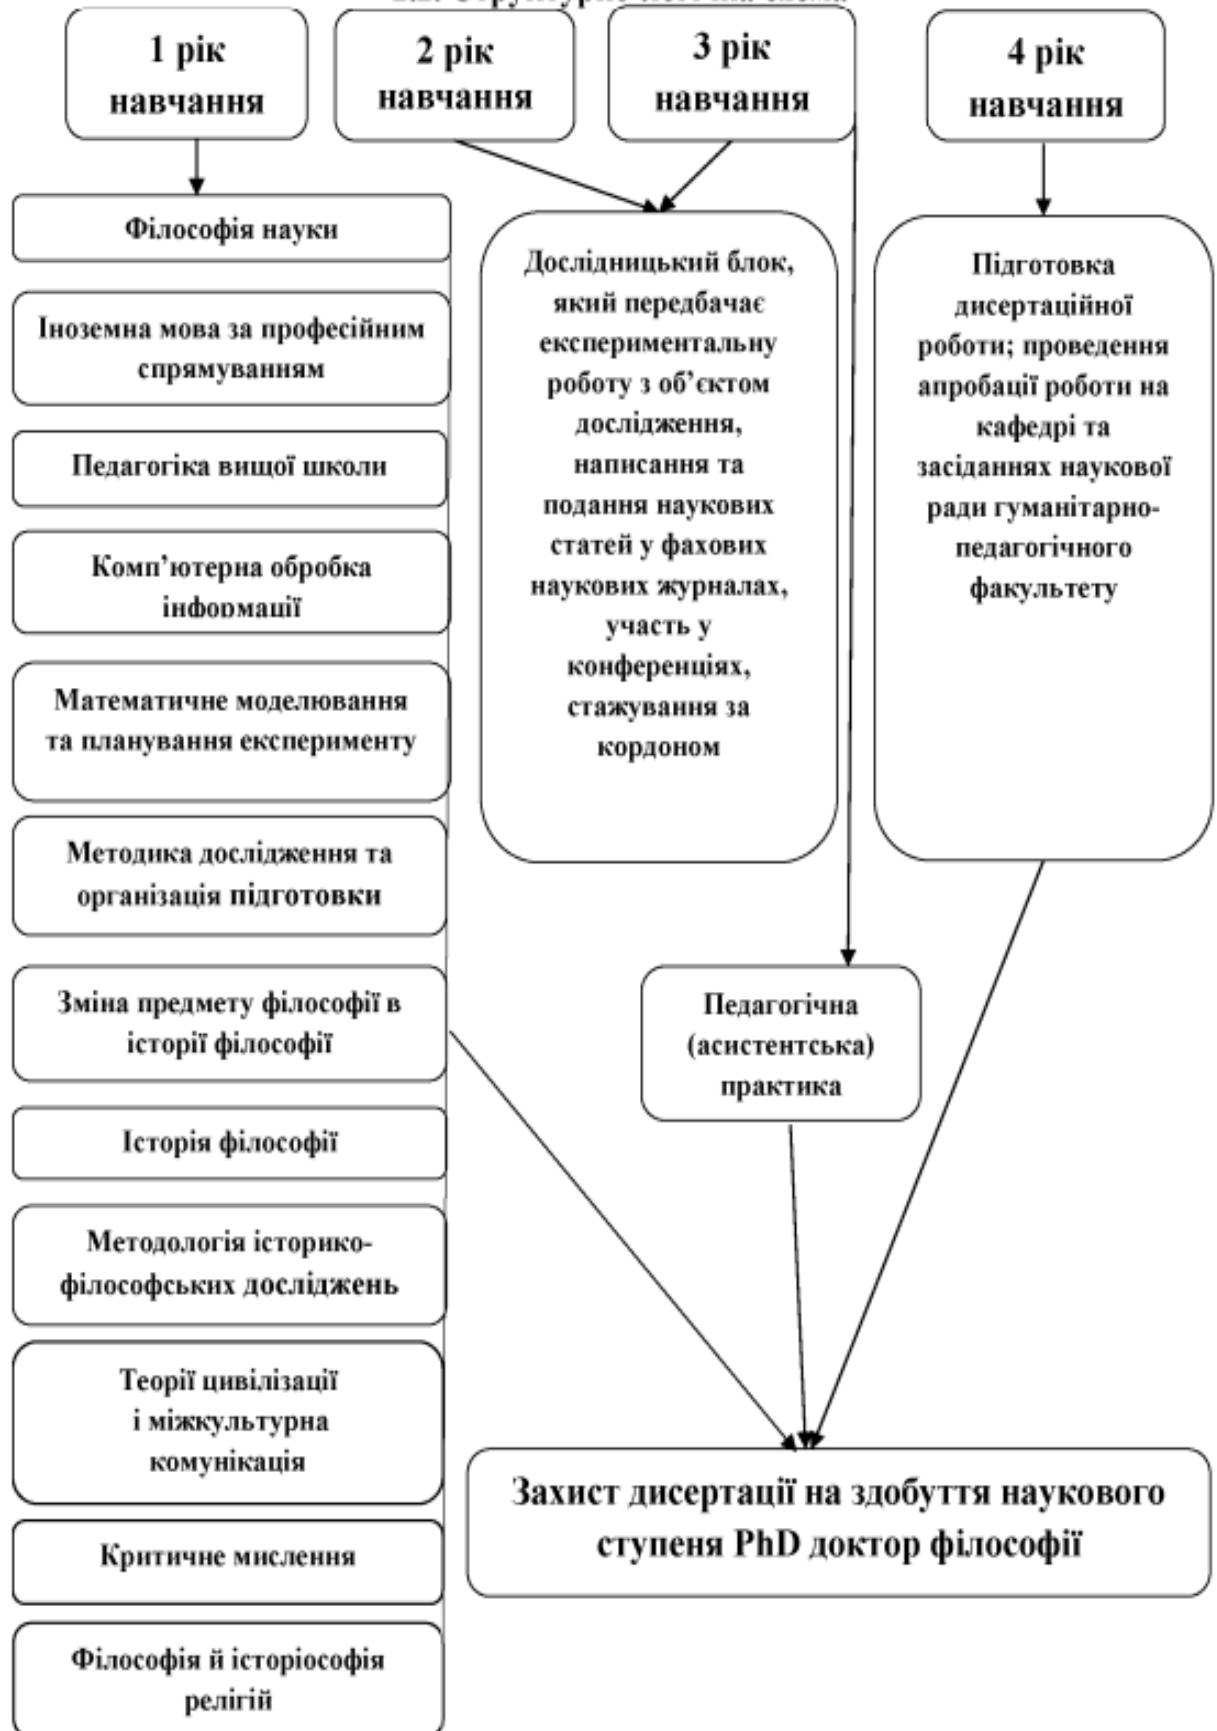 1 рік
навчання
2 рік
навчання
3 рік
навчання
4 рік
навчання
Філософія науки
Іноземна мова за професійним
спрямуванням
Педагогіка вищої школи
Комп’ютерна обробка
інформації
Математичне моделювання
та планування експерименту
Методика дослідження та
організація підготовки
Зміна предмету філософії в
історії філософії
Історія філософії
Методологія історико-
філософських досліджень
Теорії цивілізації
і міжкультурна
комунікація
Критичне мислення
Філософія й історіософія
релігій
Дослідницький блок,
який передбачає
експериментальну
роботу з об’єктом
дослідження,
написання та
подання наукових
статей у фахових
наукових журналах,
участь у
конференціях,
стажування за
кордоном
Педагогічна
(асистентська)
практика
Підготовка
дисертаційної
роботи; проведення
апробації роботи на
кафедрі та
засіданнях наукової
ради гуманітарно-
педагогічного
факультету
Захист дисертації на здобуття наукового
ступеня PhD доктор філософії